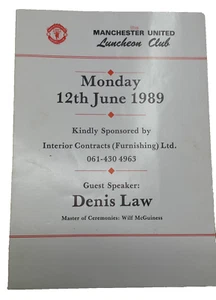 THE
MANCHESTER UNITED
Luncheon Club
Monday
12th June 1989
Kindly Sponsored by
Interior Contracts (Furnishing) Ltd.
061-430 4963
Guest Speaker:
Denis Law
Master of Ceremonies: Wilf McGuiness